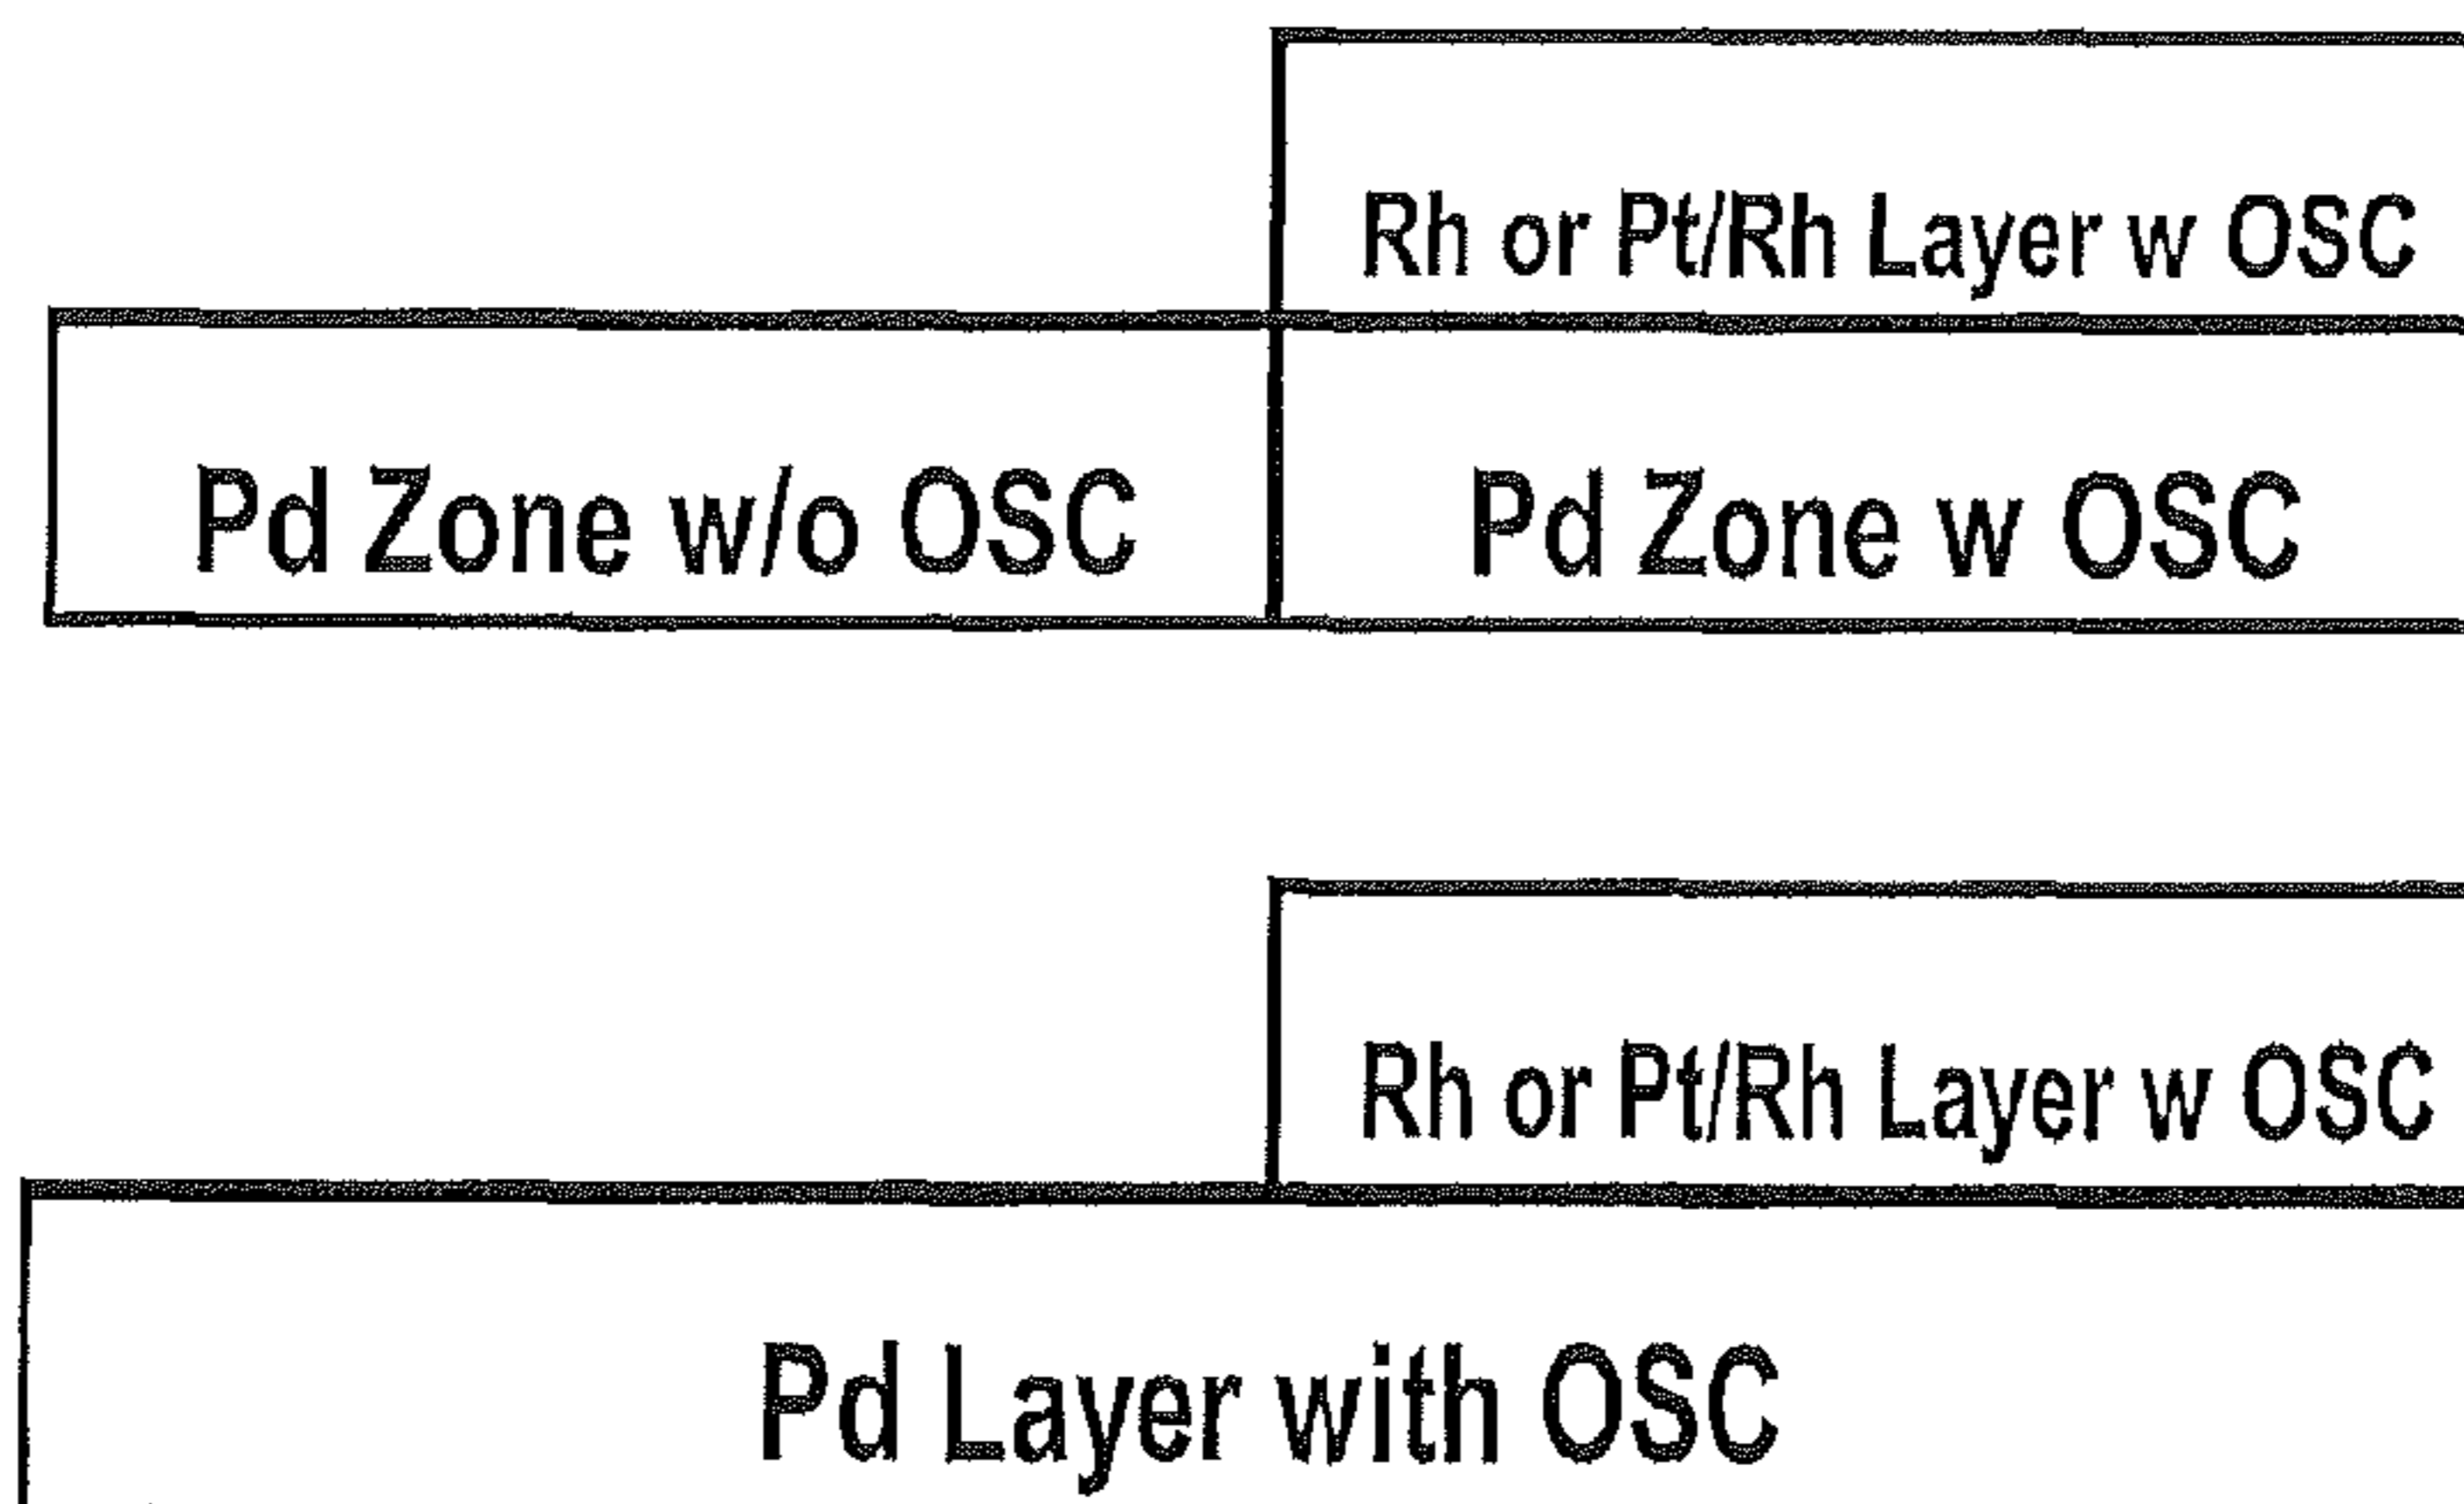 Rh or Pt/Rh Layer w OSC
Pd Zone w/o OSC
Pd Zone w OSC
Rh or Pt/Rh Layer w OSC
Pd Layer with OSC